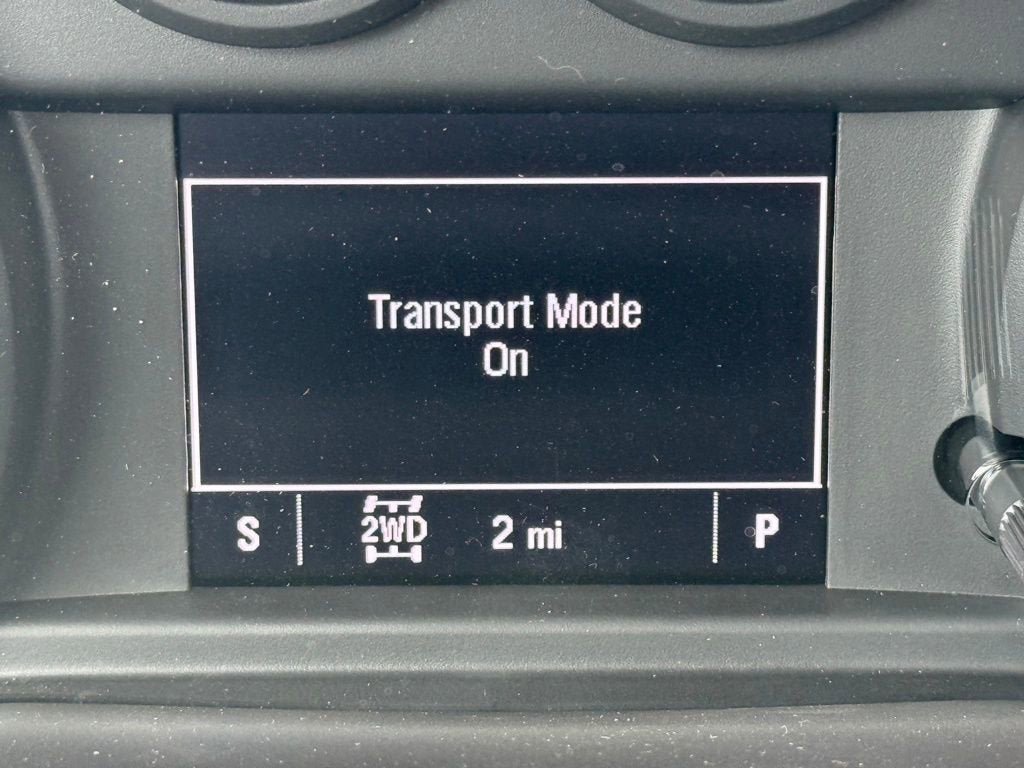 Transport Mode
On
S 2WD 2 mi P